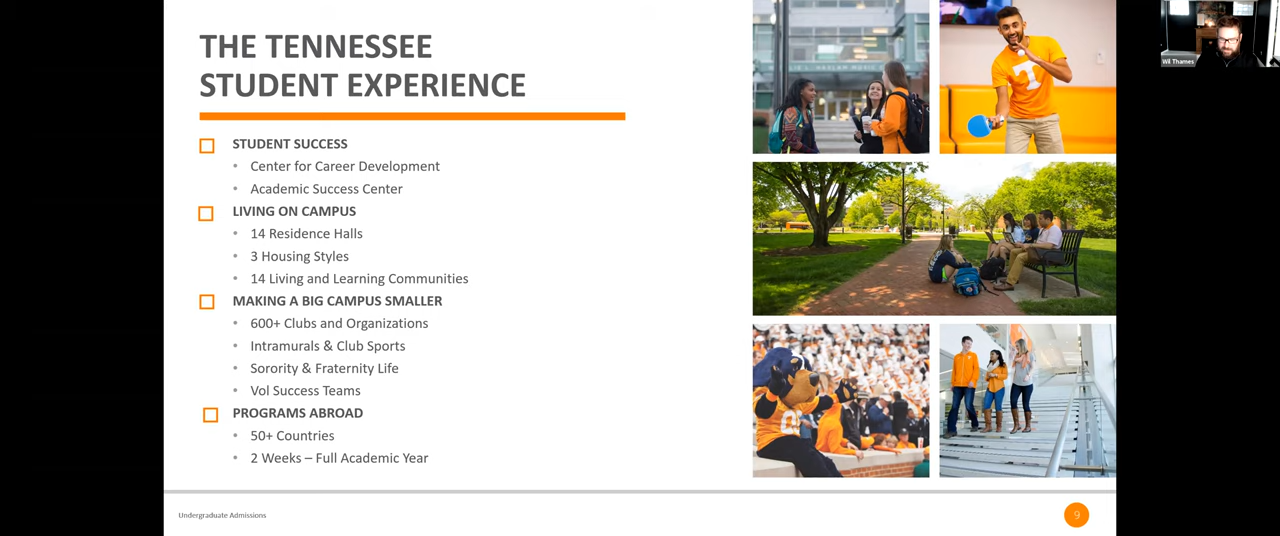 THE TENNESSEE
STUDENT EXPERIENCE
STUDENT SUCCESS
• Center for Career Development
• Academic Success Center
LIVING ON CAMPUS
• 14 Residence Halls
• 3 Housing Styles
• 14 Living and Learning Communities
MAKING A BIG CAMPUS SMALLER
• 600+ Clubs and Organizations
• Intramurals & Club Sports
• Sorority & Fraternity Life
• Vol Success Teams
PROGRAMS ABROAD
• 50+ Countries
• 2 Weeks – Full Academic Year
Undergraduate Admissions
9
Wil Thames
T